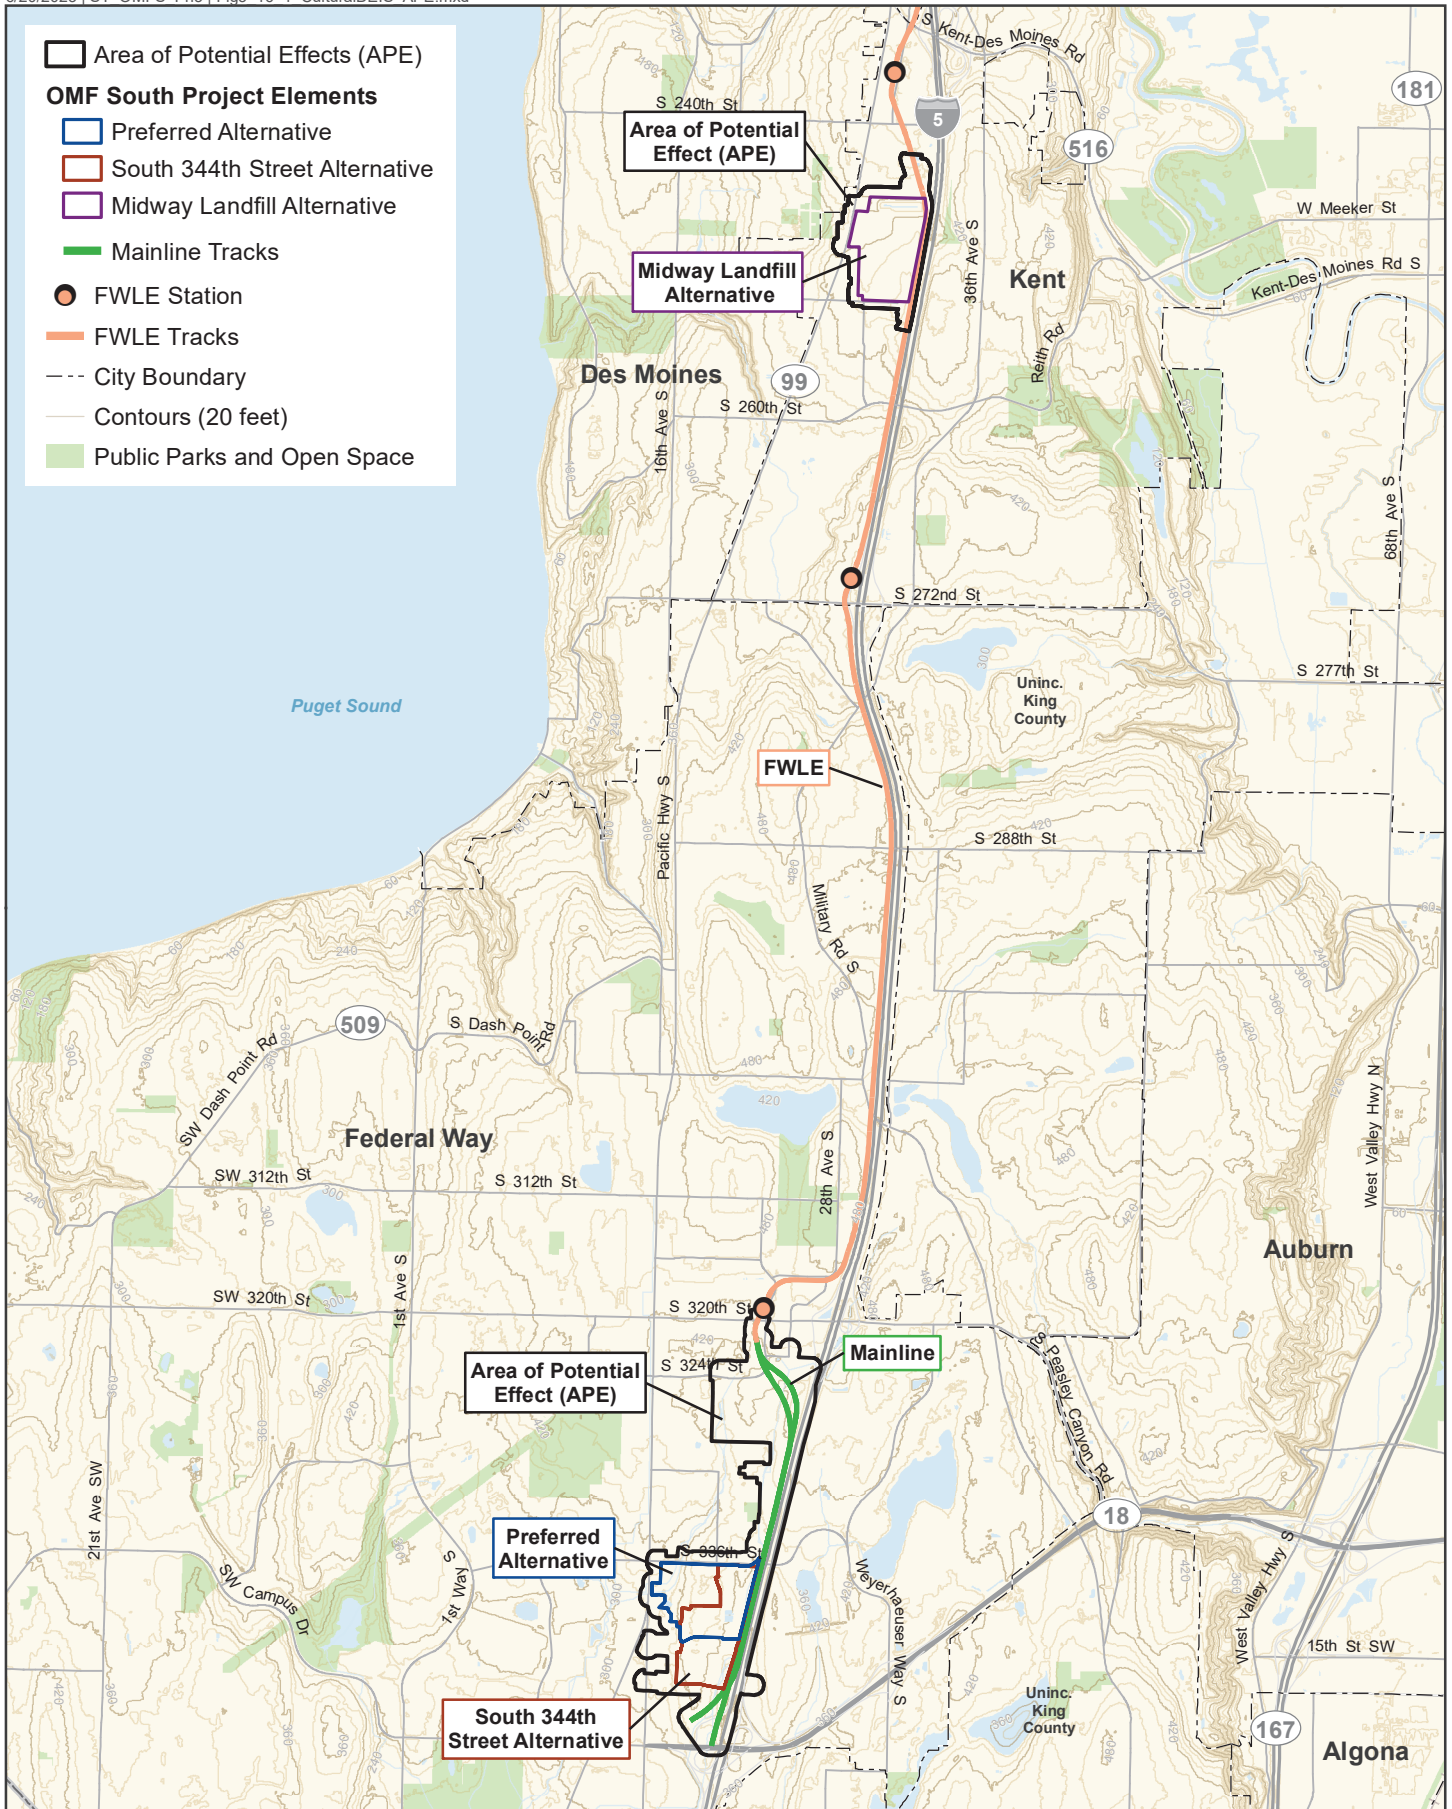 Area of Potential Effects (APE)
OMF South Project Elements
Preferred Alternative
South 344th Street Alternative
Midway Landfill Alternative
Mainline Tracks
FWLE Station
FWLE Tracks
City Boundary
Contours (20 feet)
Public Parks and Open Space
S Kent-Des Moines Rd
181
S 240th St
5
516
Area of Potential
Effect (APE)
W Meeker St
36th Ave S
Kent
Kent-Des Moines Rd S
Midway Landfill
Alternative
Reith Rd
Des Moines
99
S 260th St
16th Ave S
68th Ave S
S 272nd St
S 277th St
Uninc.
King
County
Puget Sound
FWLE
Pacific Hwy S
S 288th St
Military Rd S
509
S Dash Point Rd
SW Dash Point Rd
West Valley Hwy N
Federal Way
28th Ave S
SW 312th St
S 312th St
Auburn
1st Ave S
SW 320th St
S 320th St
S 324th St
Mainline
Area of Potential
Effect (APE)
S Peasley Canyon Rd
21st Ave SW
18
Preferred
Alternative
S 336th St
S
1st Way
SW Campus Dr
Weyerhaeuser Way S
West Valley Hwy S
15th St SW
Uninc.
King
County
South 344th
Street Alternative
167
Algona